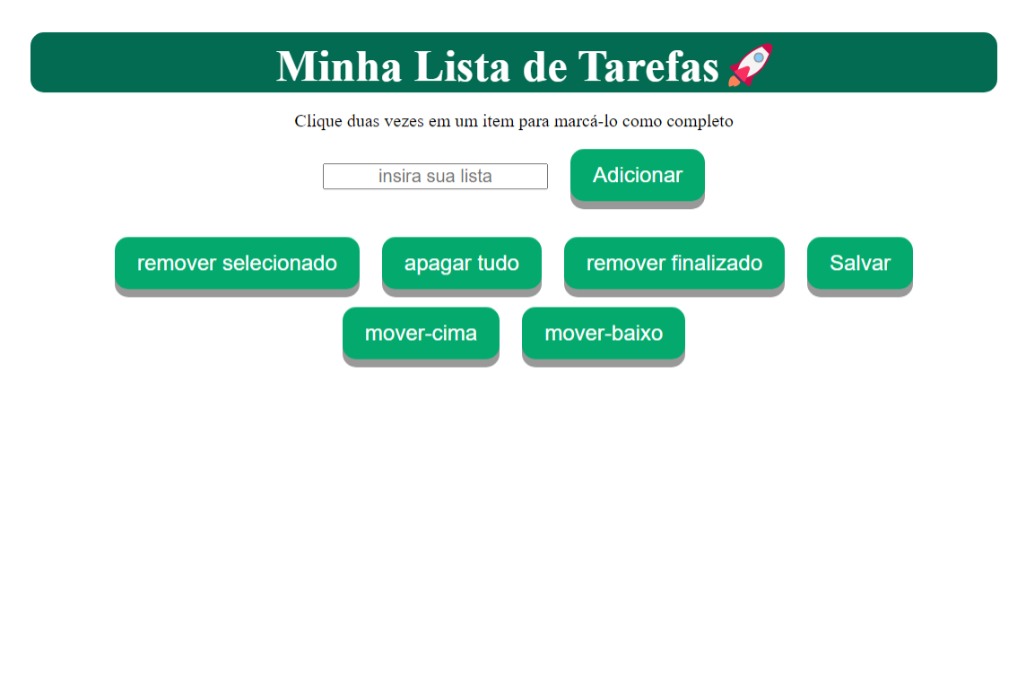 Minha Lista de Tarefas 🚀
Clique duas vezes em um item para marcá-lo como completo
insira sua lista Adicionar
remover selecionado apagar tudo remover finalizado Salvar
mover-cima mover-baixo